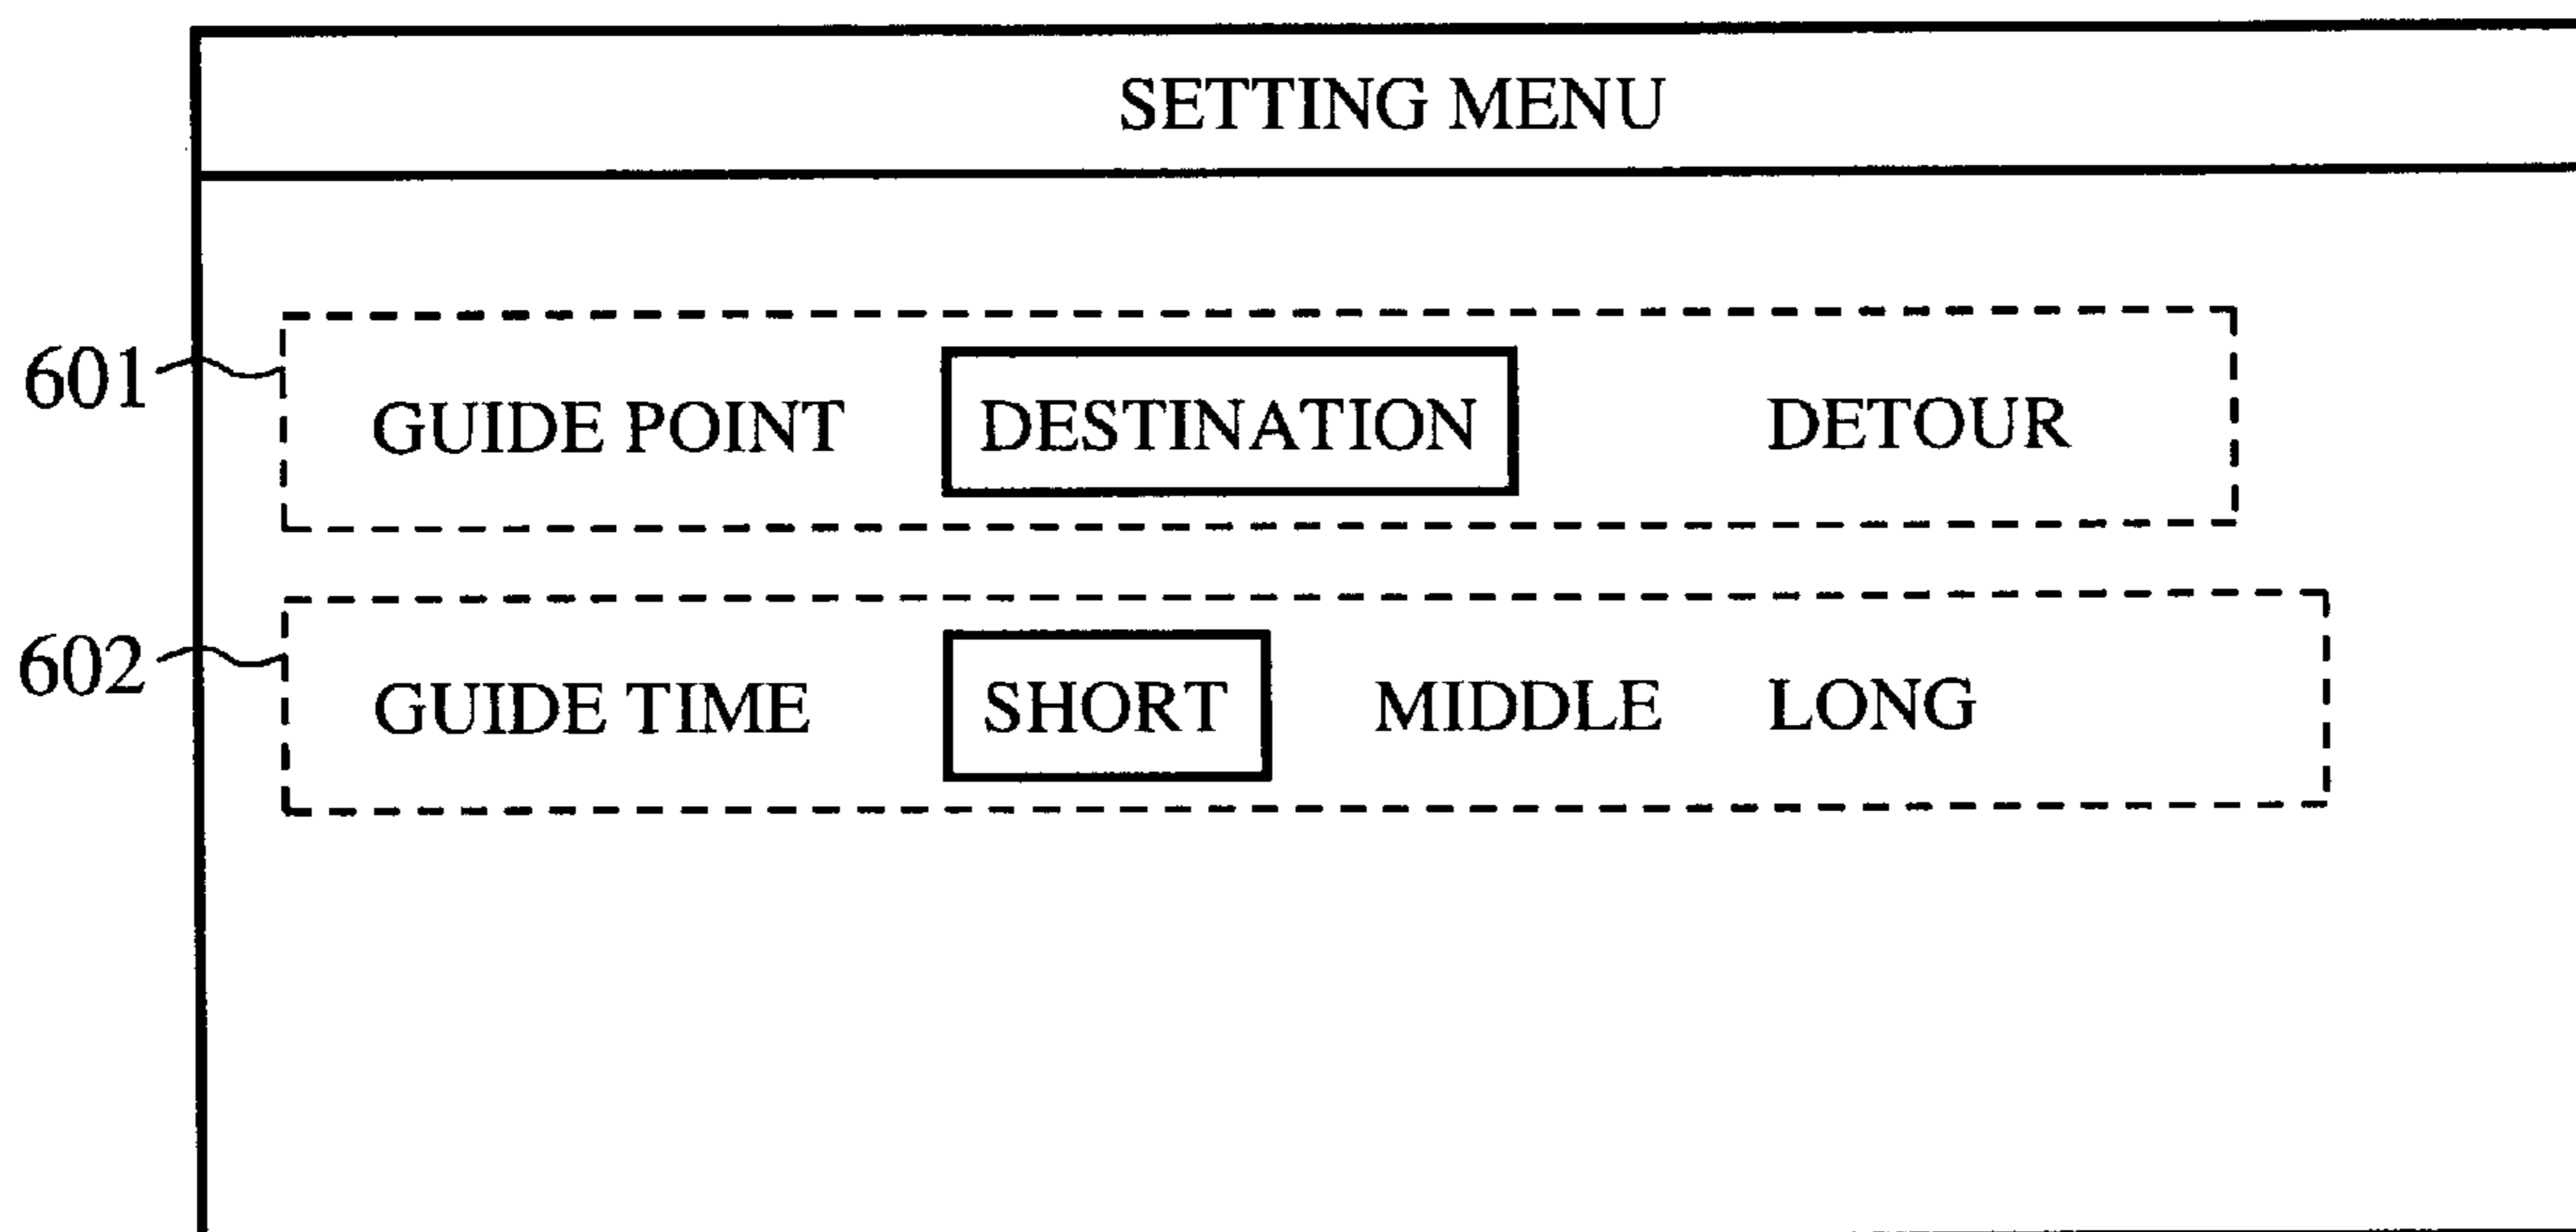 SETTING MENU
601 GUIDE POINT DESTINATION DETOUR
602 GUIDE TIME SHORT MIDDLE LONG